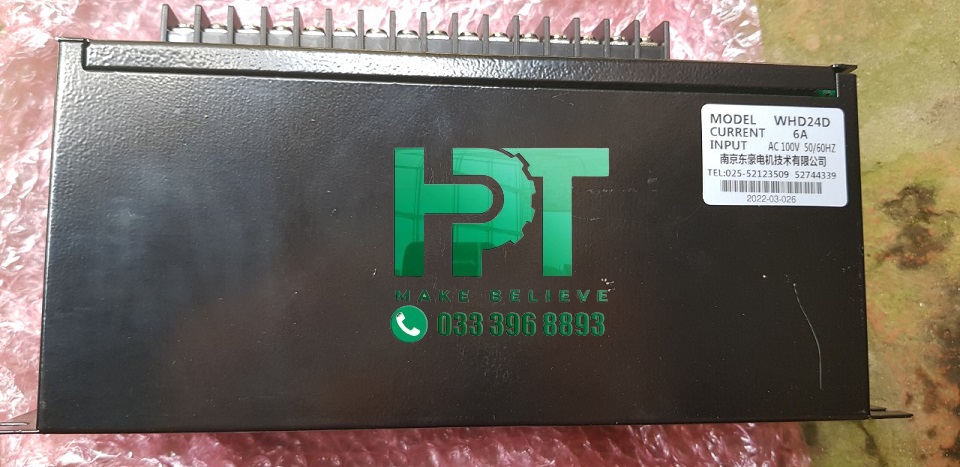 MODEL WHD24D
CURRENT 6A
INPUT AC 100V 50/60HZ
南京东豪电机技术有限公司
TEL:025-52123509 52744339
2022-03-026
HPT
MAKE BELIEVE
033 396 8893